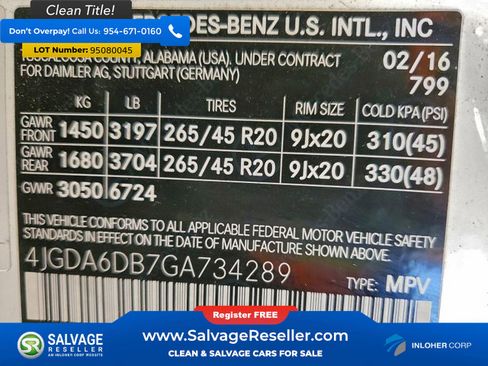 Clean Title!
Don't Overpay! Call Us: 954-671-0160
LOT Number: 95080045
-BENZ U.S. INTL., INC
TUSCALOOSA COUNTY, ALABAMA (USA). UNDER CONTRACT
FOR DAIMLER AG, STUTTGART (GERMANY)
02/16
799
KG LB TIRES RIM SIZE COLD KPA (PSI)
GAWR FRONT 1450 3197 265/45 R20 9Jx20 310(45)
GAWR REAR 1680 3704 265/45 R20 9Jx20 330(48)
GVWR 3050 6724
THIS VEHICLE CONFORMS TO ALL APPLICABLE FEDERAL MOTOR VEHICLE SAFETY
STANDARDS IN EFFECT ON THE DATE OF MANUFACTURE SHOWN ABOVE.
4JGDA6DB7GA734289
TYPE: MPV
Register FREE
SALVAGE RESELLER
AN INLOHER CORP WEBSITE
www.SalvageReseller.com
CLEAN & SALVAGE CARS FOR SALE
INLOHER CORP